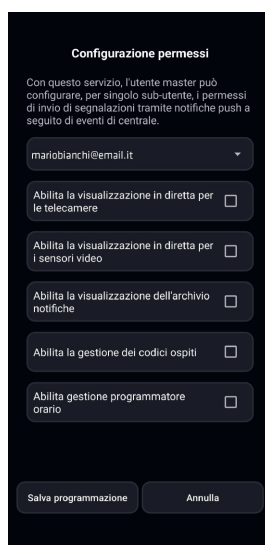 Configurazione permessi
Con questo servizio, l'utente master può
configurare, per singolo sub-utente, i permessi
di invio di segnalazioni tramite notifiche push a
seguito di eventi di centrale.
mariobianchi@email.it
Abilita la visualizzazione in diretta per
le telecamere
Abilita la visualizzazione in diretta per
i sensori video
Abilita la visualizzazione dell'archivio
notifiche
Abilita la gestione dei codici ospiti
Abilita gestione programmatore
orario
Salva programmazione
Annulla